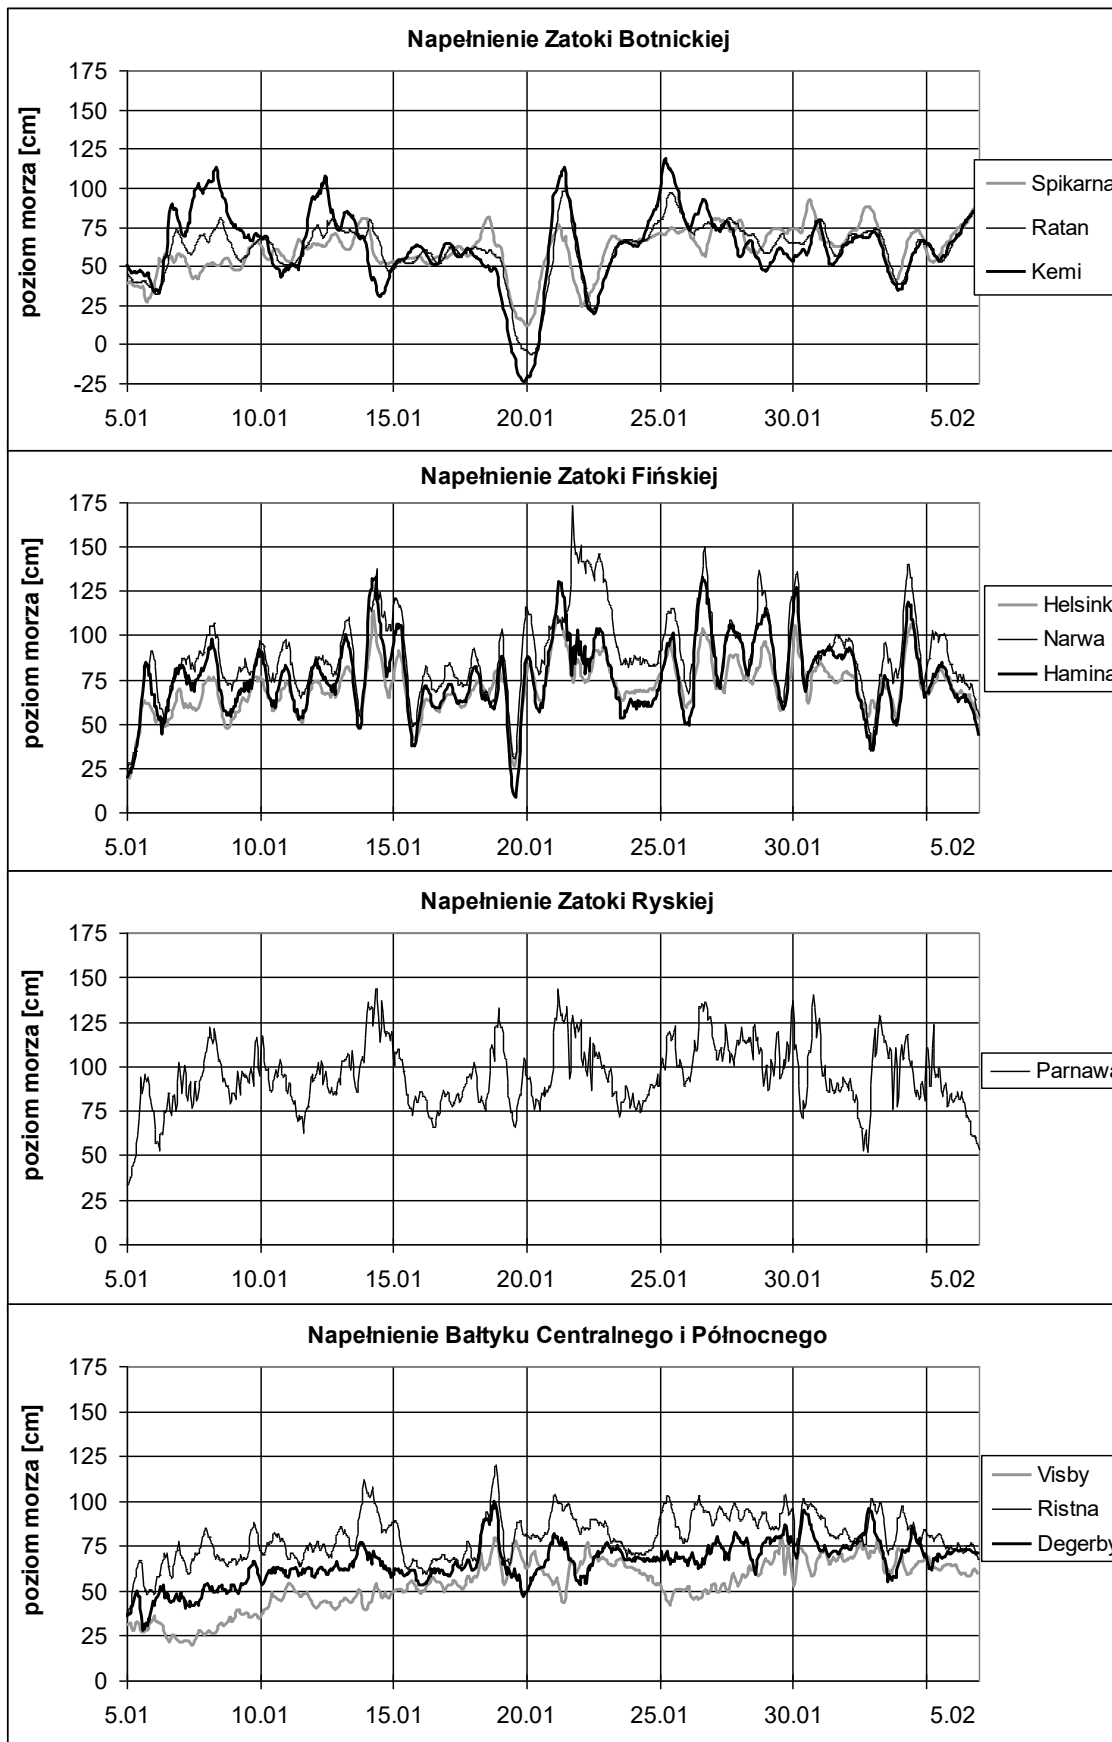 Napełnienie Zatoki Botnickiej
poziom morza [cm]
175
150
125
100
75
50
25
0
-25
5.01 10.01 15.01 20.01 25.01 30.01 5.02
Spikarna
Ratan
Kemi
Napełnienie Zatoki Fińskiej
poziom morza [cm]
175
150
125
100
75
50
25
0
5.01 10.01 15.01 20.01 25.01 30.01 5.02
Helsink
Narwa
Hamina
Napełnienie Zatoki Ryskiej
poziom morza [cm]
175
150
125
100
75
50
25
0
5.01 10.01 15.01 20.01 25.01 30.01 5.02
Parnawa
Napełnienie Bałtyku Centralnego i Północnego
poziom morza [cm]
175
150
125
100
75
50
25
0
5.01 10.01 15.01 20.01 25.01 30.01 5.02
Visby
Ristna
Degerby